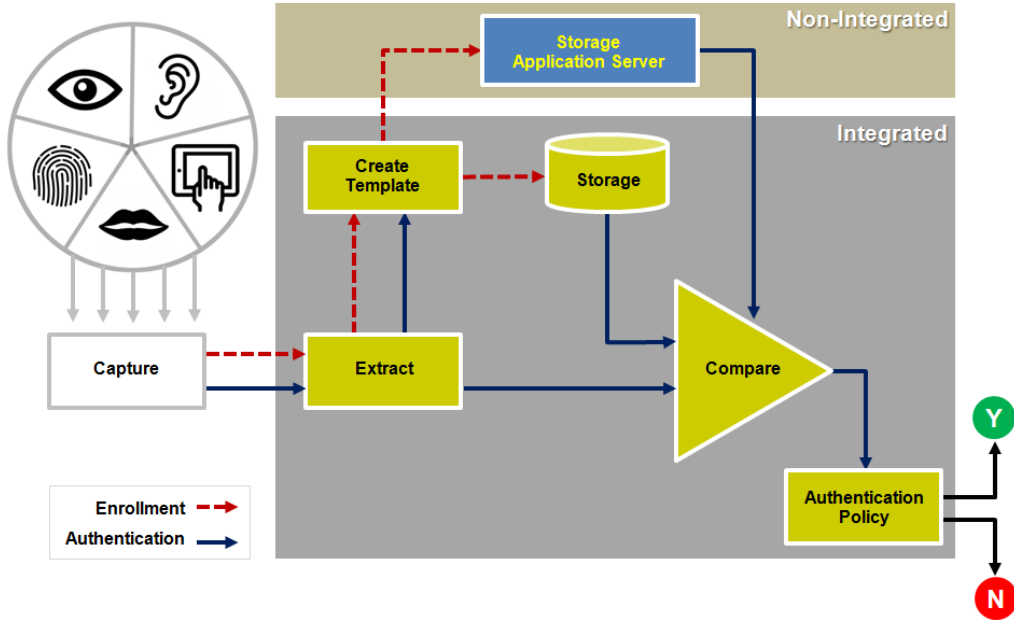 Non-Integrated
Storage
Application Server
Integrated
Create
Template
Storage
Capture
Extract
Compare
Y
Authentication
Policy
Enrollment
Authentication
N